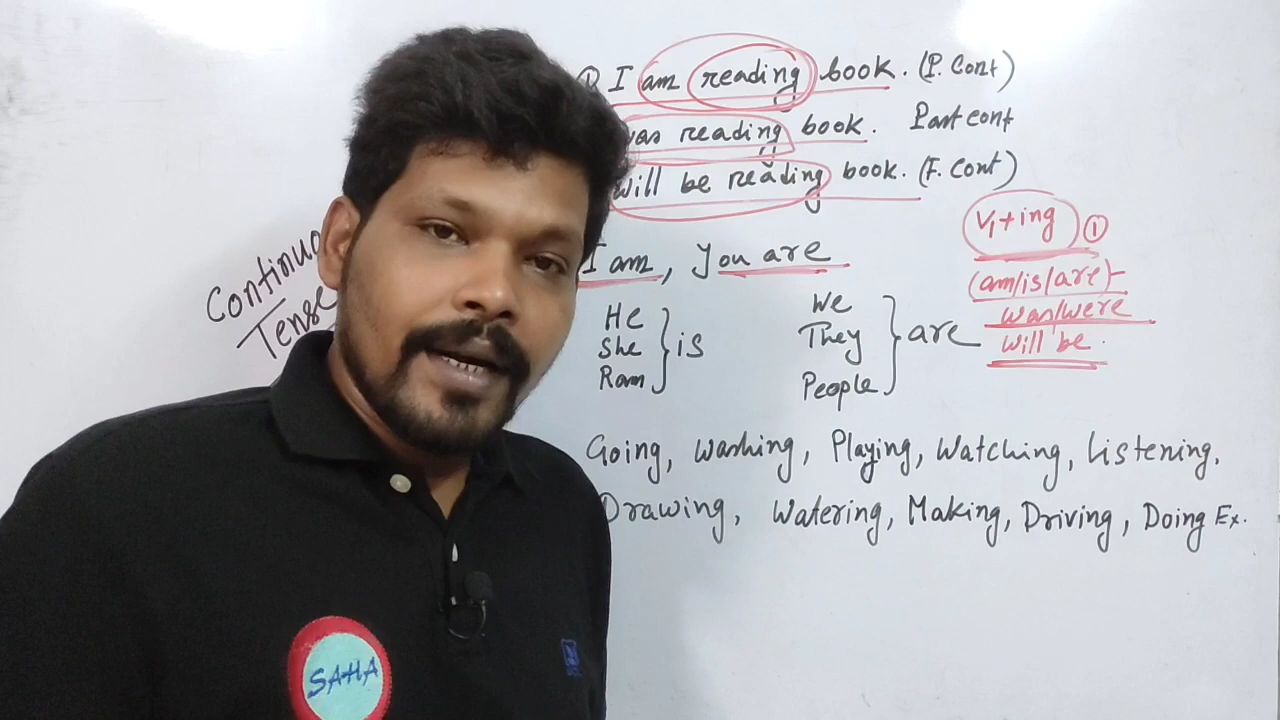 ① I am reading book. (P. Cont)
was reading book. Past cont
will be reading book. (F. Cont)
V₁+ing ①
(am/is/are)-
was/were
will be.
Continuo
Tense
I am, you are
He
She
Ram
} is
We
They
People
} are
Going, Washing, Playing, Watching, Listening,
Drawing, Watering, Making, Driving, Doing Ex.
SAHA